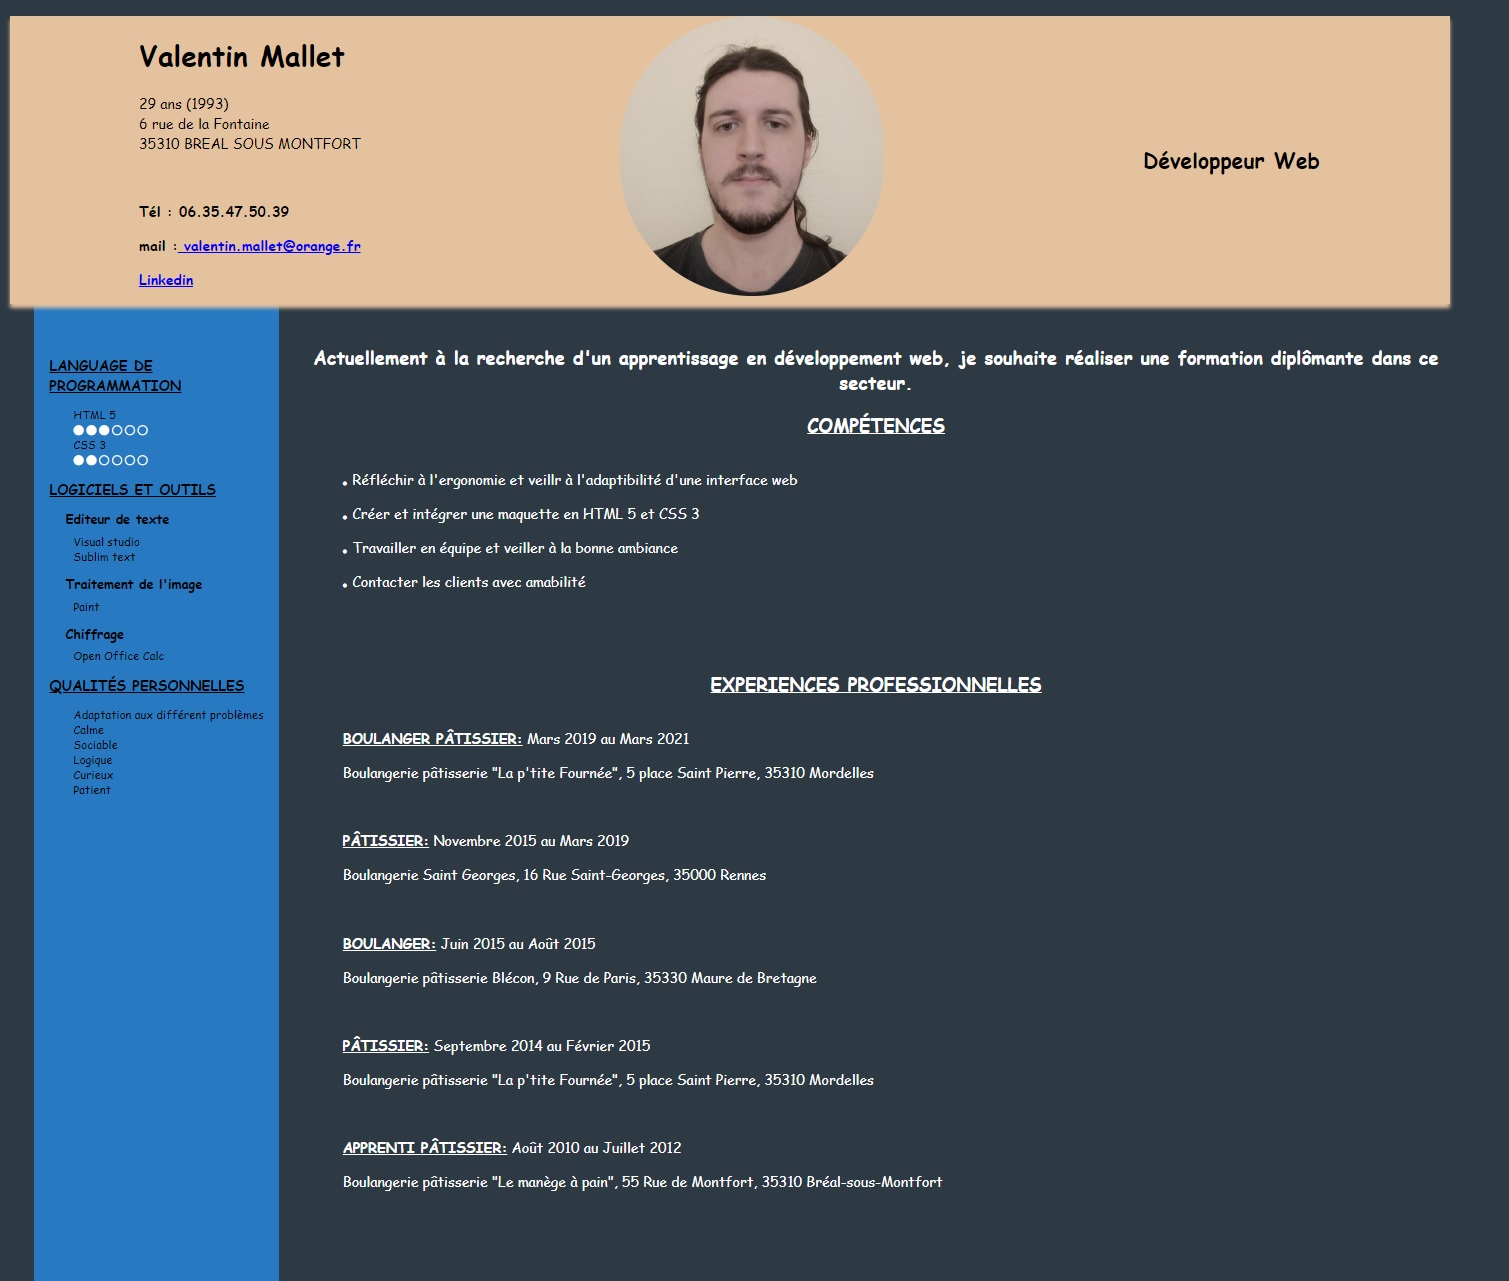 Valentin Mallet
29 ans (1993)
6 rue de la Fontaine
35310 BREAL SOUS MONTFORT
Tél : 06.35.47.50.39
mail : valentin.mallet@orange.fr
Linkedin
Développeur Web
LANGUAGE DE
PROGRAMMATION
HTML 5
CSS 3
LOGICIELS ET OUTILS
Editeur de texte
Visual studio
Sublim text
Traitement de l'image
Paint
Chiffrage
Open Office Calc
QUALITÉS PERSONNELLES
Adaptation aux différent problèmes
Calme
Sociable
Logique
Curieux
Patient
Actuellement à la recherche d'un apprentissage en développement web, je souhaite réaliser une formation diplômante dans ce
secteur.
COMPÉTENCES
• Réfléchir à l'ergonomie et veillr à l'adaptibilité d'une interface web
• Créer et intégrer une maquette en HTML 5 et CSS 3
• Travailler en équipe et veiller à la bonne ambiance
• Contacter les clients avec amabilité
EXPERIENCES PROFESSIONNELLES
BOULANGER PÂTISSIER: Mars 2019 au Mars 2021
Boulangerie pâtisserie "La p'tite Fournée", 5 place Saint Pierre, 35310 Mordelles
PÂTISSIER: Novembre 2015 au Mars 2019
Boulangerie Saint Georges, 16 Rue Saint-Georges, 35000 Rennes
BOULANGER: Juin 2015 au Août 2015
Boulangerie pâtisserie Blécon, 9 Rue de Paris, 35330 Maure de Bretagne
PÂTISSIER: Septembre 2014 au Février 2015
Boulangerie pâtisserie "La p'tite Fournée", 5 place Saint Pierre, 35310 Mordelles
APPRENTI PÂTISSIER: Août 2010 au Juillet 2012
Boulangerie pâtisserie "Le manège à pain", 55 Rue de Montfort, 35310 Bréal-sous-Montfort